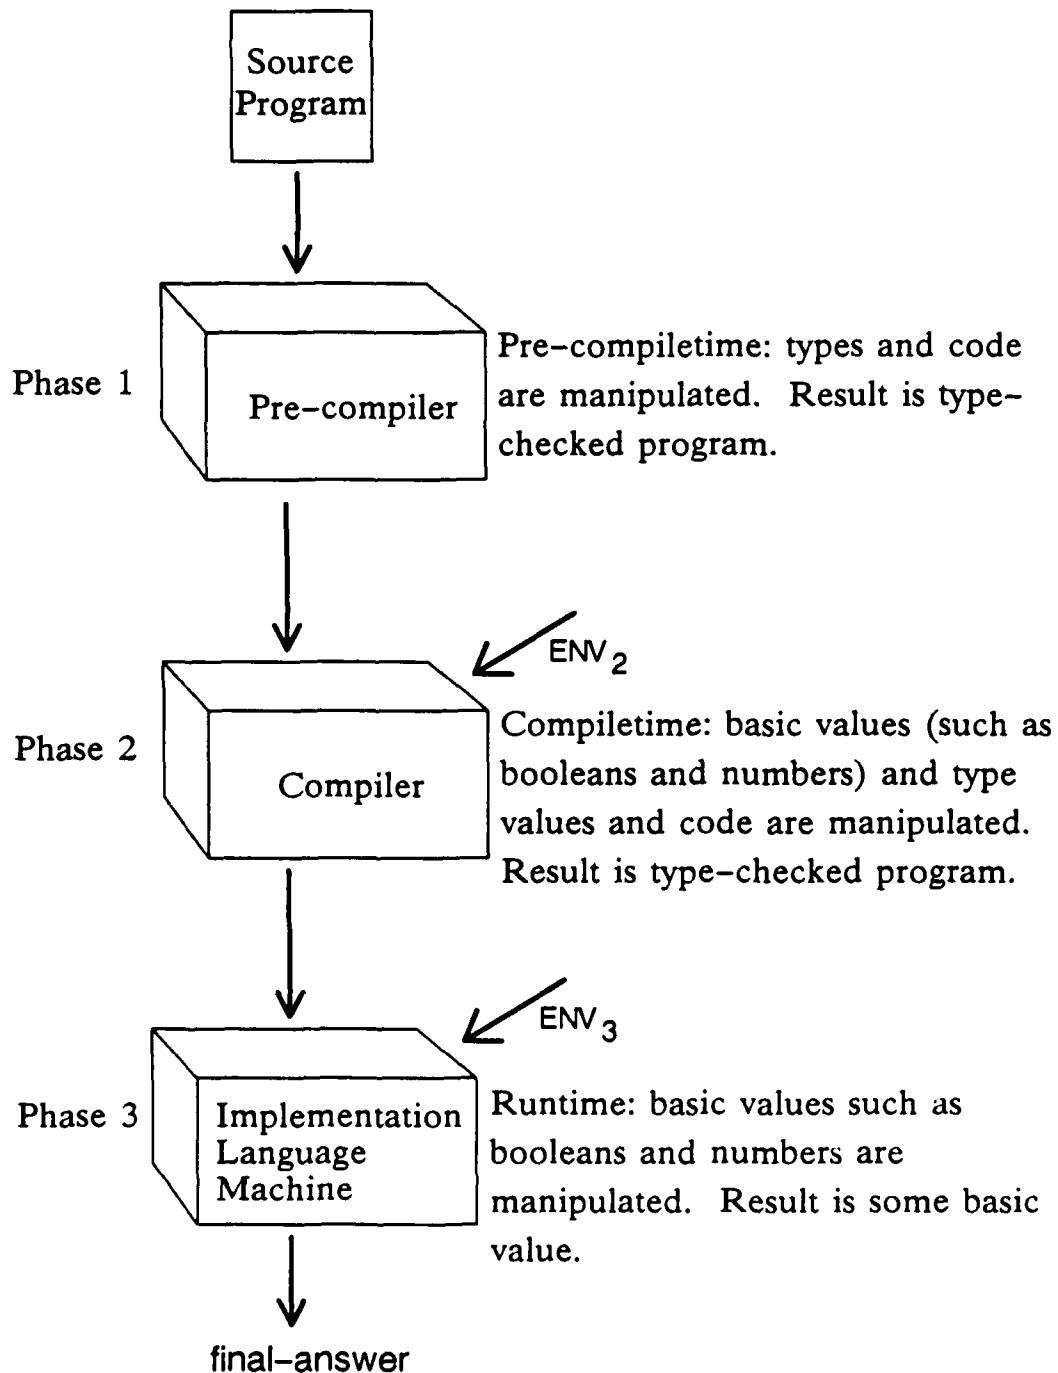 Source
Program
Phase 1
Pre-compiler
Pre-compiletime: types and code
are manipulated. Result is type-
checked program.
ENV2
Phase 2
Compiler
Compiletime: basic values (such as
booleans and numbers) and type
values and code are manipulated.
Result is type-checked program.
ENV3
Phase 3
Implementation
Language
Machine
Runtime: basic values such as
booleans and numbers are
manipulated. Result is some basic
value.
final-answer